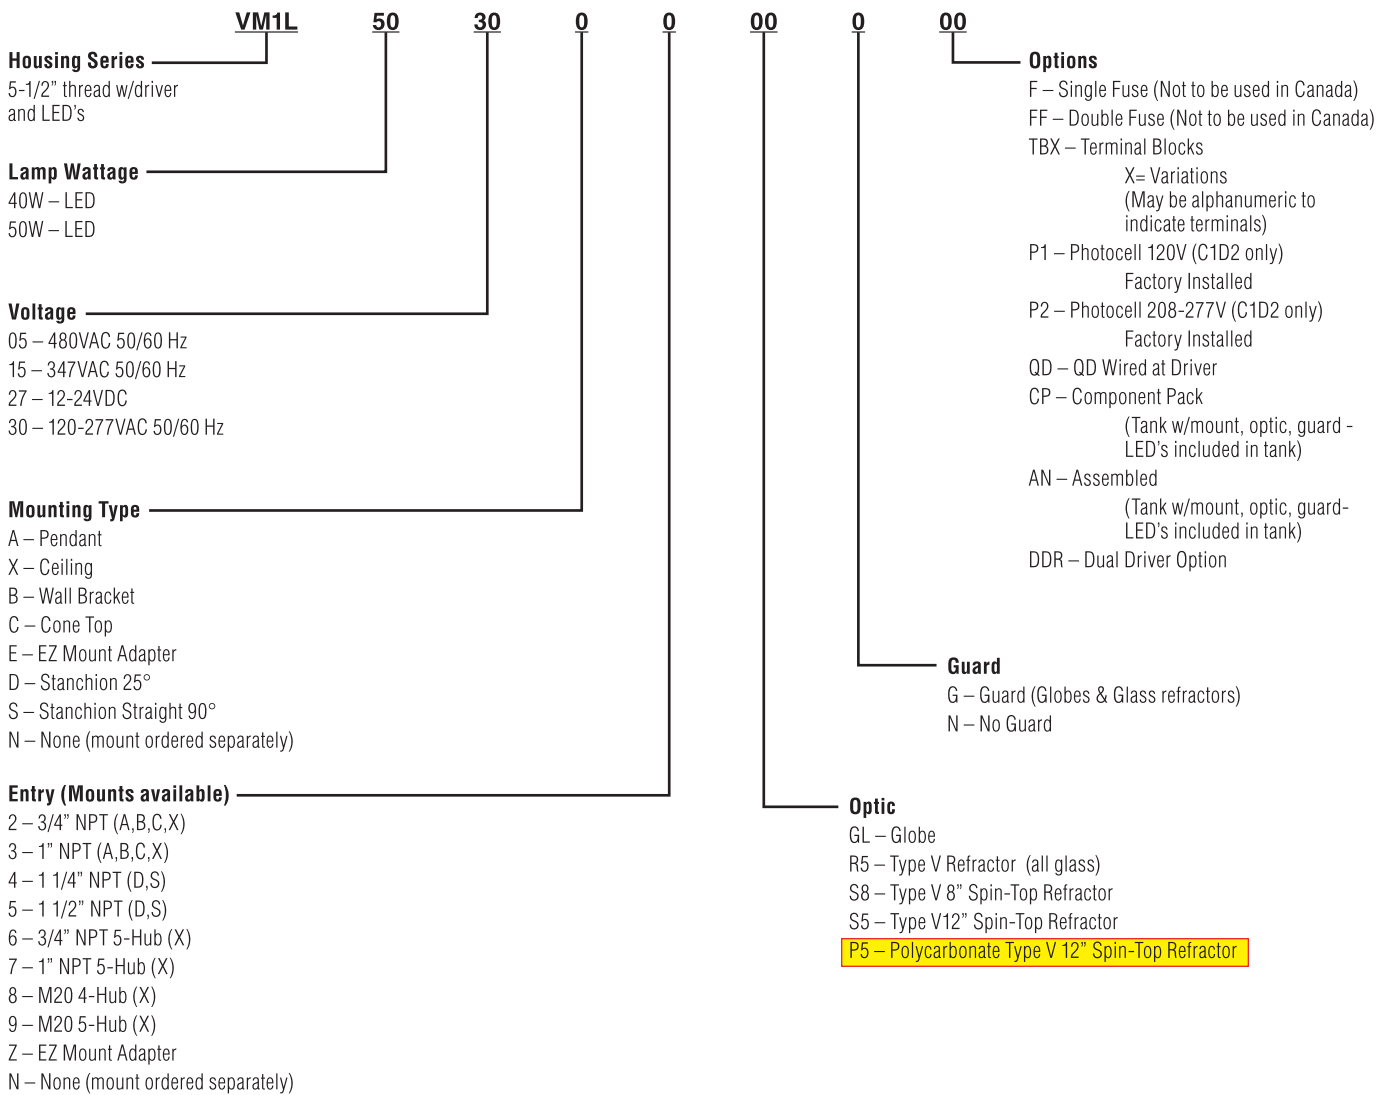 VM1L 50 30 0 0 00 0 00
Housing Series
5-1/2” thread w/driver
and LED’s
Lamp Wattage
40W – LED
50W – LED
Voltage
05 – 480VAC 50/60 Hz
15 – 347VAC 50/60 Hz
27 – 12-24VDC
30 – 120-277VAC 50/60 Hz
Mounting Type
A – Pendant
X – Ceiling
B – Wall Bracket
C – Cone Top
E – EZ Mount Adapter
D – Stanchion 25°
S – Stanchion Straight 90°
N – None (mount ordered separately)
Entry (Mounts available)
2 – 3/4” NPT (A,B,C,X)
3 – 1” NPT (A,B,C,X)
4 – 1 1/4” NPT (D,S)
5 – 1 1/2” NPT (D,S)
6 – 3/4” NPT 5-Hub (X)
7 – 1” NPT 5-Hub (X)
8 – M20 4-Hub (X)
9 – M20 5-Hub (X)
Z – EZ Mount Adapter
N – None (mount ordered separately)
Options
F – Single Fuse (Not to be used in Canada)
FF – Double Fuse (Not to be used in Canada)
TBX – Terminal Blocks
X= Variations
(May be alphanumeric to
indicate terminals)
P1 – Photocell 120V (C1D2 only)
Factory Installed
P2 – Photocell 208-277V (C1D2 only)
Factory Installed
QD – QD Wired at Driver
CP – Component Pack
(Tank w/mount, optic, guard -
LED’s included in tank)
AN – Assembled
(Tank w/mount, optic, guard-
LED’s included in tank)
DDR – Dual Driver Option
Guard
G – Guard (Globes & Glass refractors)
N – No Guard
Optic
GL – Globe
R5 – Type V Refractor (all glass)
S8 – Type V 8” Spin-Top Refractor
S5 – Type V12” Spin-Top Refractor
P5 – Polycarbonate Type V 12” Spin-Top Refractor